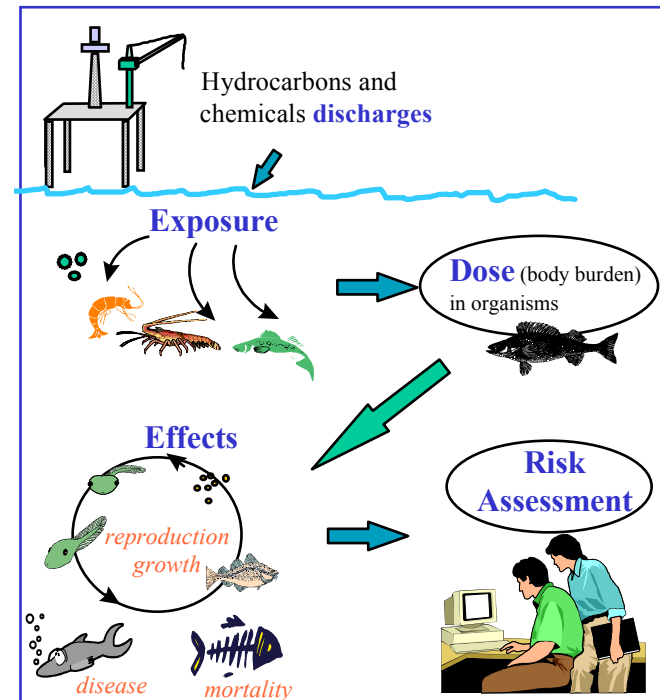 Hydrocarbons and
chemicals discharges
Exposure
Dose (body burden)
in organisms
Effects
reproduction
growth
disease
mortality
Risk
Assessment